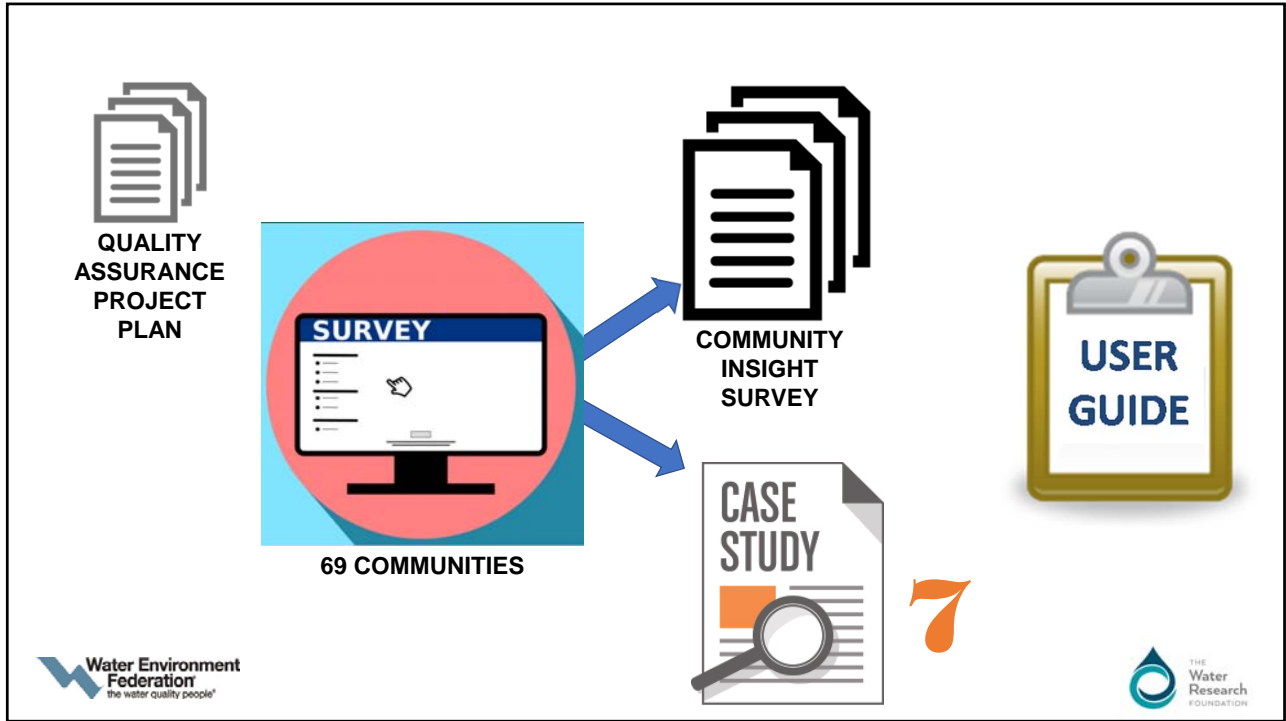 QUALITY
ASSURANCE
PROJECT
PLAN
SURVEY
69 COMMUNITIES
COMMUNITY
INSIGHT
SURVEY
CASE
STUDY
7
USER
GUIDE
Water Environment
Federation
the water quality people®
THE
Water
Research
FOUNDATION